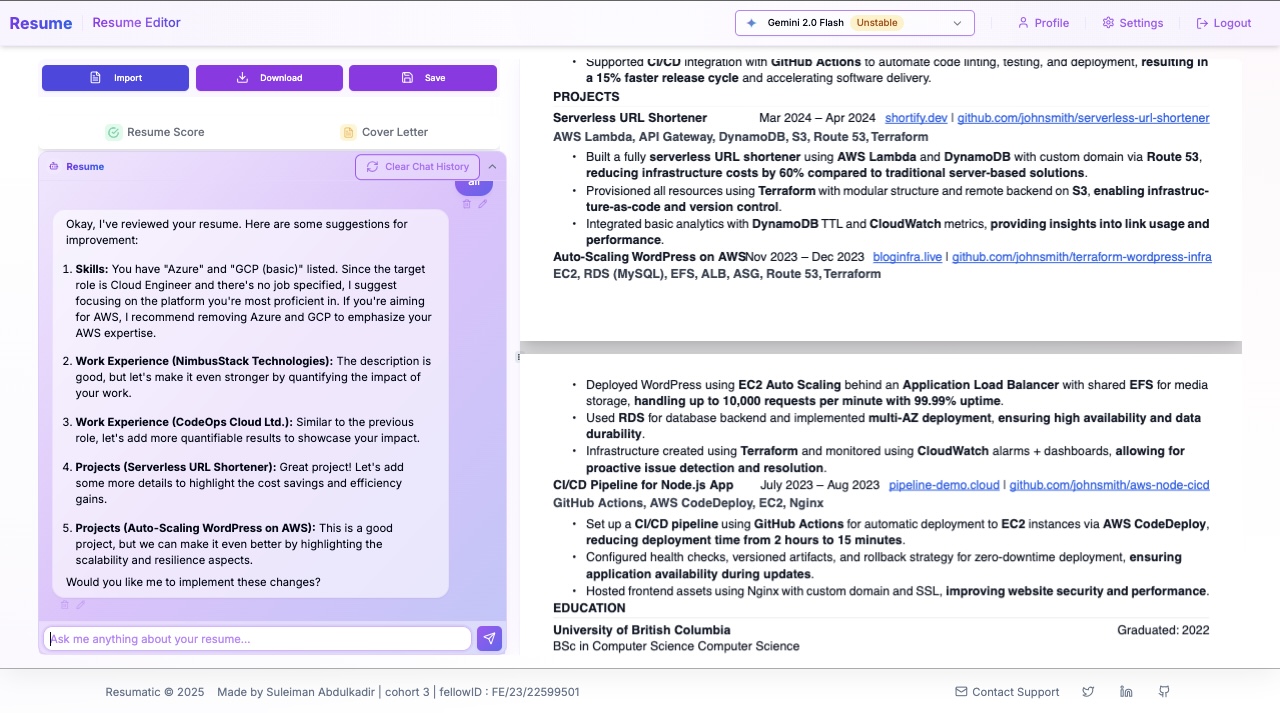 Resume
Resume Editor
Gemini 2.0 Flash
Unstable
Profile
Settings
Logout
Import
Download
Save
Resume Score
Cover Letter
Resume
Clear Chat History
all
Okay, I've reviewed your resume. Here are some suggestions for
improvement:
1. Skills: You have "Azure" and "GCP (basic)" listed. Since the target
role is Cloud Engineer and there's no job specified, I suggest
focusing on the platform you're most proficient in. If you're aiming
for AWS, I recommend removing Azure and GCP to emphasize your
AWS expertise.
2. Work Experience (NimbusStack Technologies): The description is
good, but let's make it even stronger by quantifying the impact of
your work.
3. Work Experience (CodeOps Cloud Ltd.): Similar to the previous
role, let's add more quantifiable results to showcase your impact.
4. Projects (Serverless URL Shortener): Great project! Let's add
some more details to highlight the cost savings and efficiency
gains.
5. Projects (Auto-Scaling WordPress on AWS): This is a good
project, but we can make it even better by highlighting the
scalability and resilience aspects.
Would you like me to implement these changes?
Ask me anything about your resume...
• Supported CI/CD integration with GitHub Actions to automate code linting, testing, and deployment, resulting in
a 15% faster release cycle and accelerating software delivery.
PROJECTS
Serverless URL Shortener Mar 2024 – Apr 2024 shortify.dev | github.com/johnsmith/serverless-url-shortener
AWS Lambda, API Gateway, DynamoDB, S3, Route 53, Terraform
• Built a fully serverless URL shortener using AWS Lambda and DynamoDB with custom domain via Route 53,
reducing infrastructure costs by 60% compared to traditional server-based solutions.
• Provisioned all resources using Terraform with modular structure and remote backend on S3, enabling infrastruc-
ture-as-code and version control.
• Integrated basic analytics with DynamoDB TTL and CloudWatch metrics, providing insights into link usage and
performance.
Auto-Scaling WordPress on AWSNov 2023 – Dec 2023 bloginfra.live | github.com/johnsmith/terraform-wordpress-infra
EC2, RDS (MySQL), EFS, ALB, ASG, Route 53, Terraform
• Deployed WordPress using EC2 Auto Scaling behind an Application Load Balancer with shared EFS for media
storage, handling up to 10,000 requests per minute with 99.99% uptime.
• Used RDS for database backend and implemented multi-AZ deployment, ensuring high availability and data
durability.
• Infrastructure created using Terraform and monitored using CloudWatch alarms + dashboards, allowing for
proactive issue detection and resolution.
CI/CD Pipeline for Node.js App July 2023 – Aug 2023 pipeline-demo.cloud | github.com/johnsmith/aws-node-cicd
GitHub Actions, AWS CodeDeploy, EC2, Nginx
• Set up a CI/CD pipeline using GitHub Actions for automatic deployment to EC2 instances via AWS CodeDeploy,
reducing deployment time from 2 hours to 15 minutes.
• Configured health checks, versioned artifacts, and rollback strategy for zero-downtime deployment, ensuring
application availability during updates.
• Hosted frontend assets using Nginx with custom domain and SSL, improving website security and performance.
EDUCATION
University of British Columbia Graduated: 2022
BSc in Computer Science Computer Science
Resumatic © 2025 Made by Suleiman Abdulkadir | cohort 3 | fellowID : FE/23/22599501
Contact Support